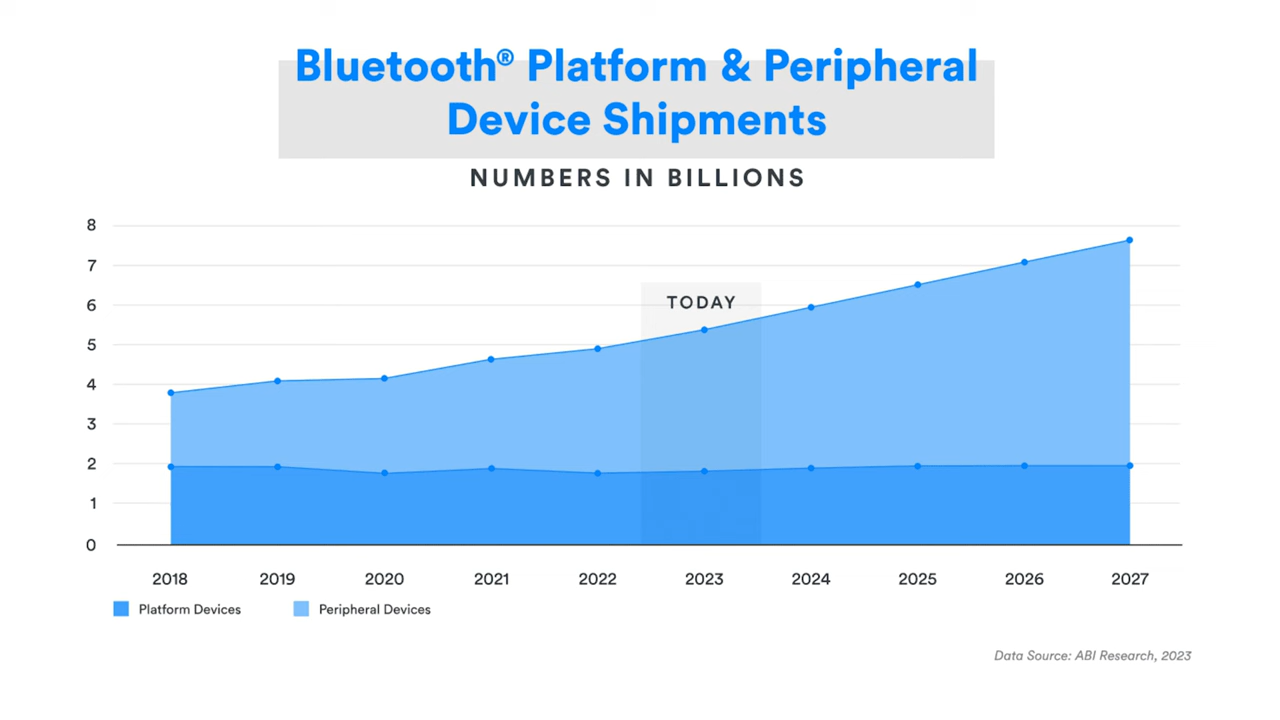 Bluetooth® Platform & Peripheral
Device Shipments
NUMBERS IN BILLIONS
8
7
6
5
4
3
2
1
0
TODAY
2018 2019 2020 2021 2022 2023 2024 2025 2026 2027
Platform Devices Peripheral Devices
Data Source: ABI Research, 2023